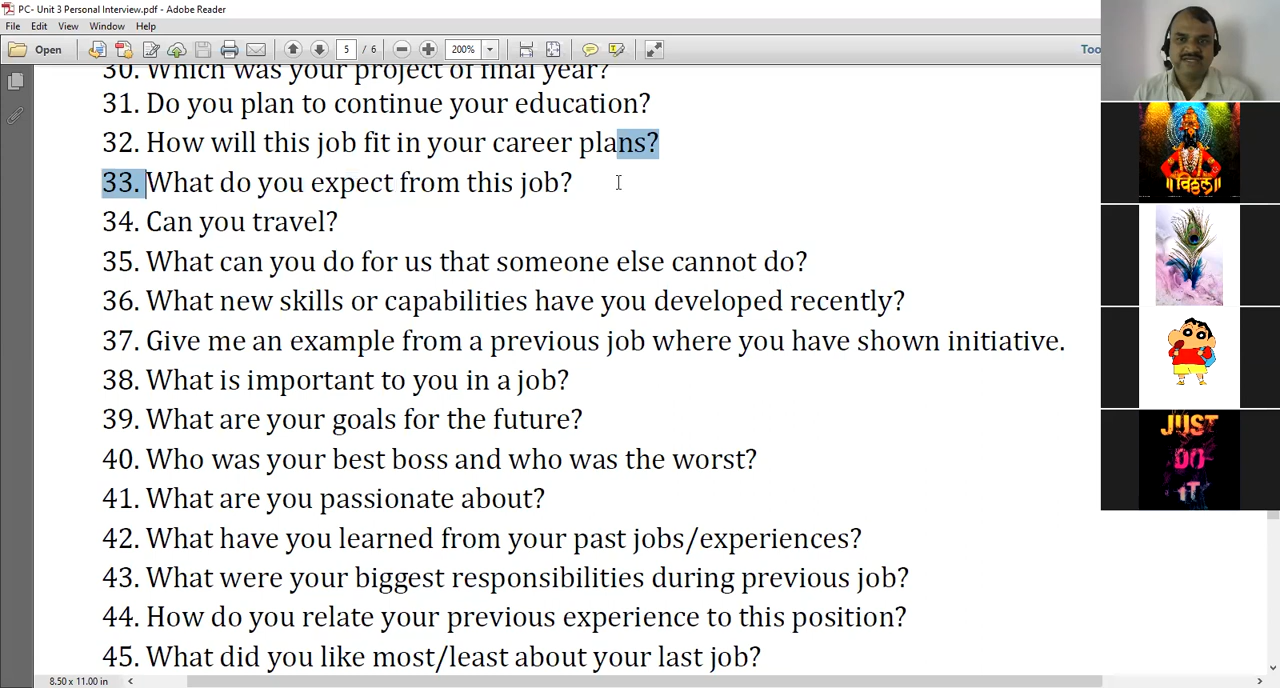 PC- Unit 3 Personal Interview.pdf - Adobe Reader
File Edit View Window Help
Open 5 / 6 200% Too
30. Which was your project of final year?
31. Do you plan to continue your education?
32. How will this job fit in your career plans?
33. What do you expect from this job?
34. Can you travel?
35. What can you do for us that someone else cannot do?
36. What new skills or capabilities have you developed recently?
37. Give me an example from a previous job where you have shown initiative.
38. What is important to you in a job?
39. What are your goals for the future?
40. Who was your best boss and who was the worst?
41. What are you passionate about?
42. What have you learned from your past jobs/experiences?
43. What were your biggest responsibilities during previous job?
44. How do you relate your previous experience to this position?
45. What did you like most/least about your last job?
8.50 x 11.00 in
॥विठ्ठल॥
JUST
DO
iT